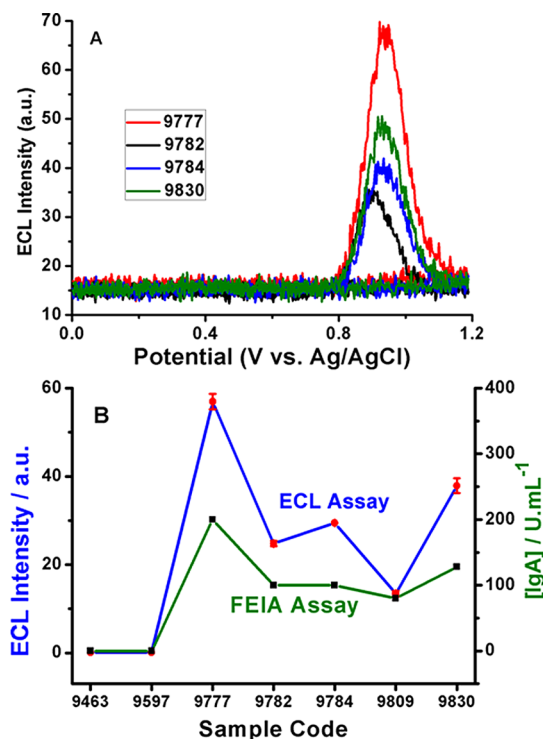 A
70
60
50
40
30
20
10
ECL Intensity (a.u.)
9777
9782
9784
9830
0.0 0.4 0.8 1.2
Potential (V vs. Ag/AgCl)
B
60
40
20
0
ECL Intensity / a.u.
ECL Assay
FEIA Assay
400
300
200
100
0
[IgA] / U.mL-1
9463 9597 9777 9782 9784 9809 9830
Sample Code